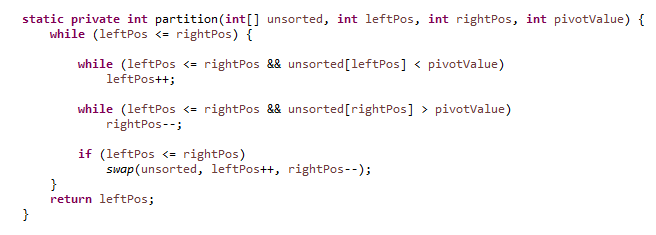 static private int partition(int[] unsorted, int leftPos, int rightPos, int pivotValue) {
    while (leftPos <= rightPos) {

        while (leftPos <= rightPos && unsorted[leftPos] < pivotValue)
            leftPos++;

        while (leftPos <= rightPos && unsorted[rightPos] > pivotValue)
            rightPos--;

        if (leftPos <= rightPos)
            swap(unsorted, leftPos++, rightPos--);
    }
    return leftPos;
}